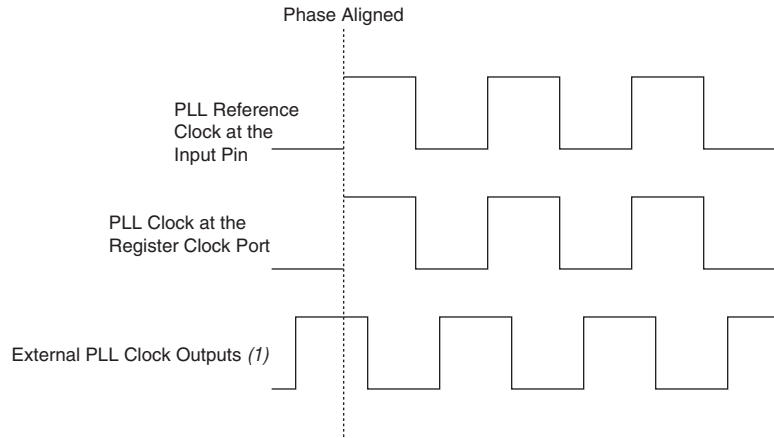 Phase Aligned
PLL Reference
Clock at the
Input Pin
PLL Clock at the
Register Clock Port
External PLL Clock Outputs (1)